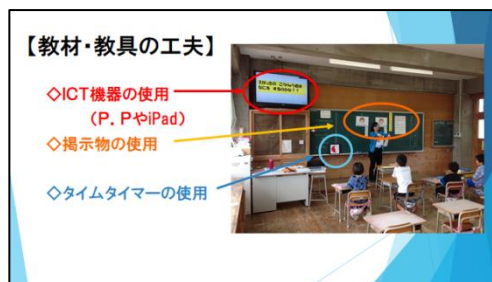 【教材・教具の工夫】
◇ICT機器の使用
（P．PやiPad）
◇掲示物の使用
◇タイムタイマーの使用